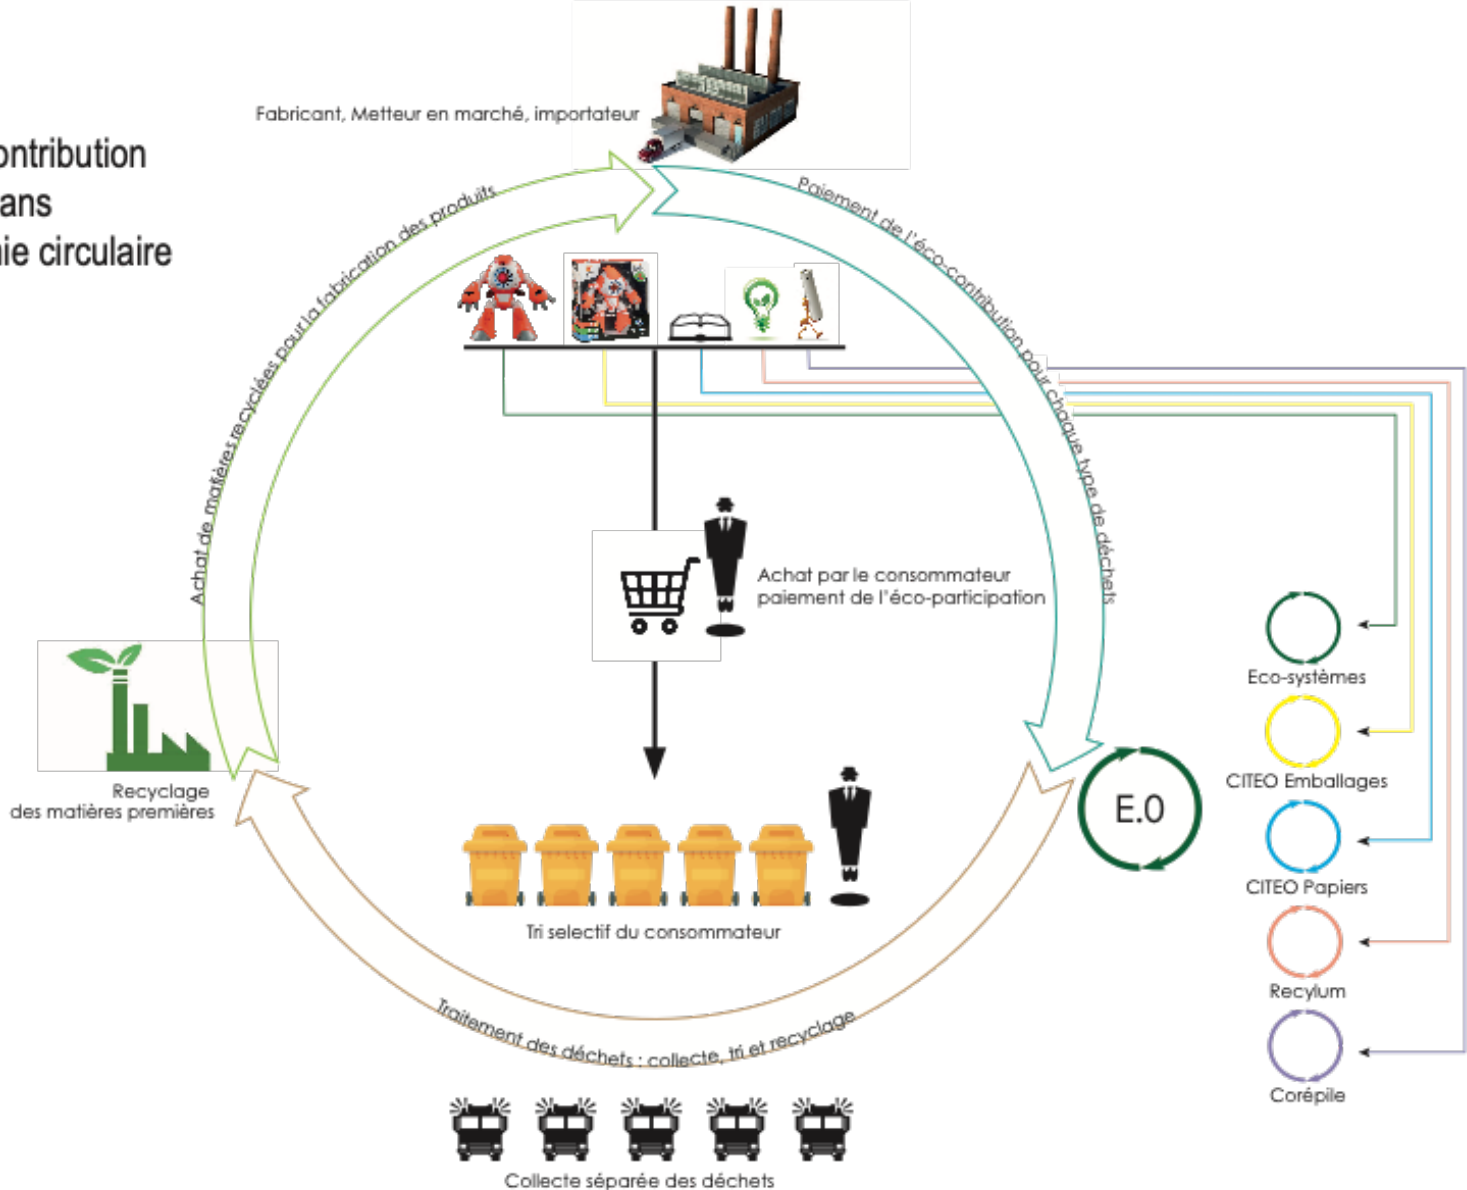 Fabricant, Metteur en marché, importateur
ontribution
ans
ie circulaire
Achat de matières recyclées pour la fabrication des produits
Paiement de l'éco-contribution pour chaque type de déchets
Achat par le consommateur
paiement de l'éco-participation
Eco-systèmes
CITEO Emballages
CITEO Papiers
Recylum
Corépile
E.0
Recyclage
des matières premières
Tri selectif du consommateur
Traitement des déchets : collecte, tri et recyclage
Collecte séparée des déchets